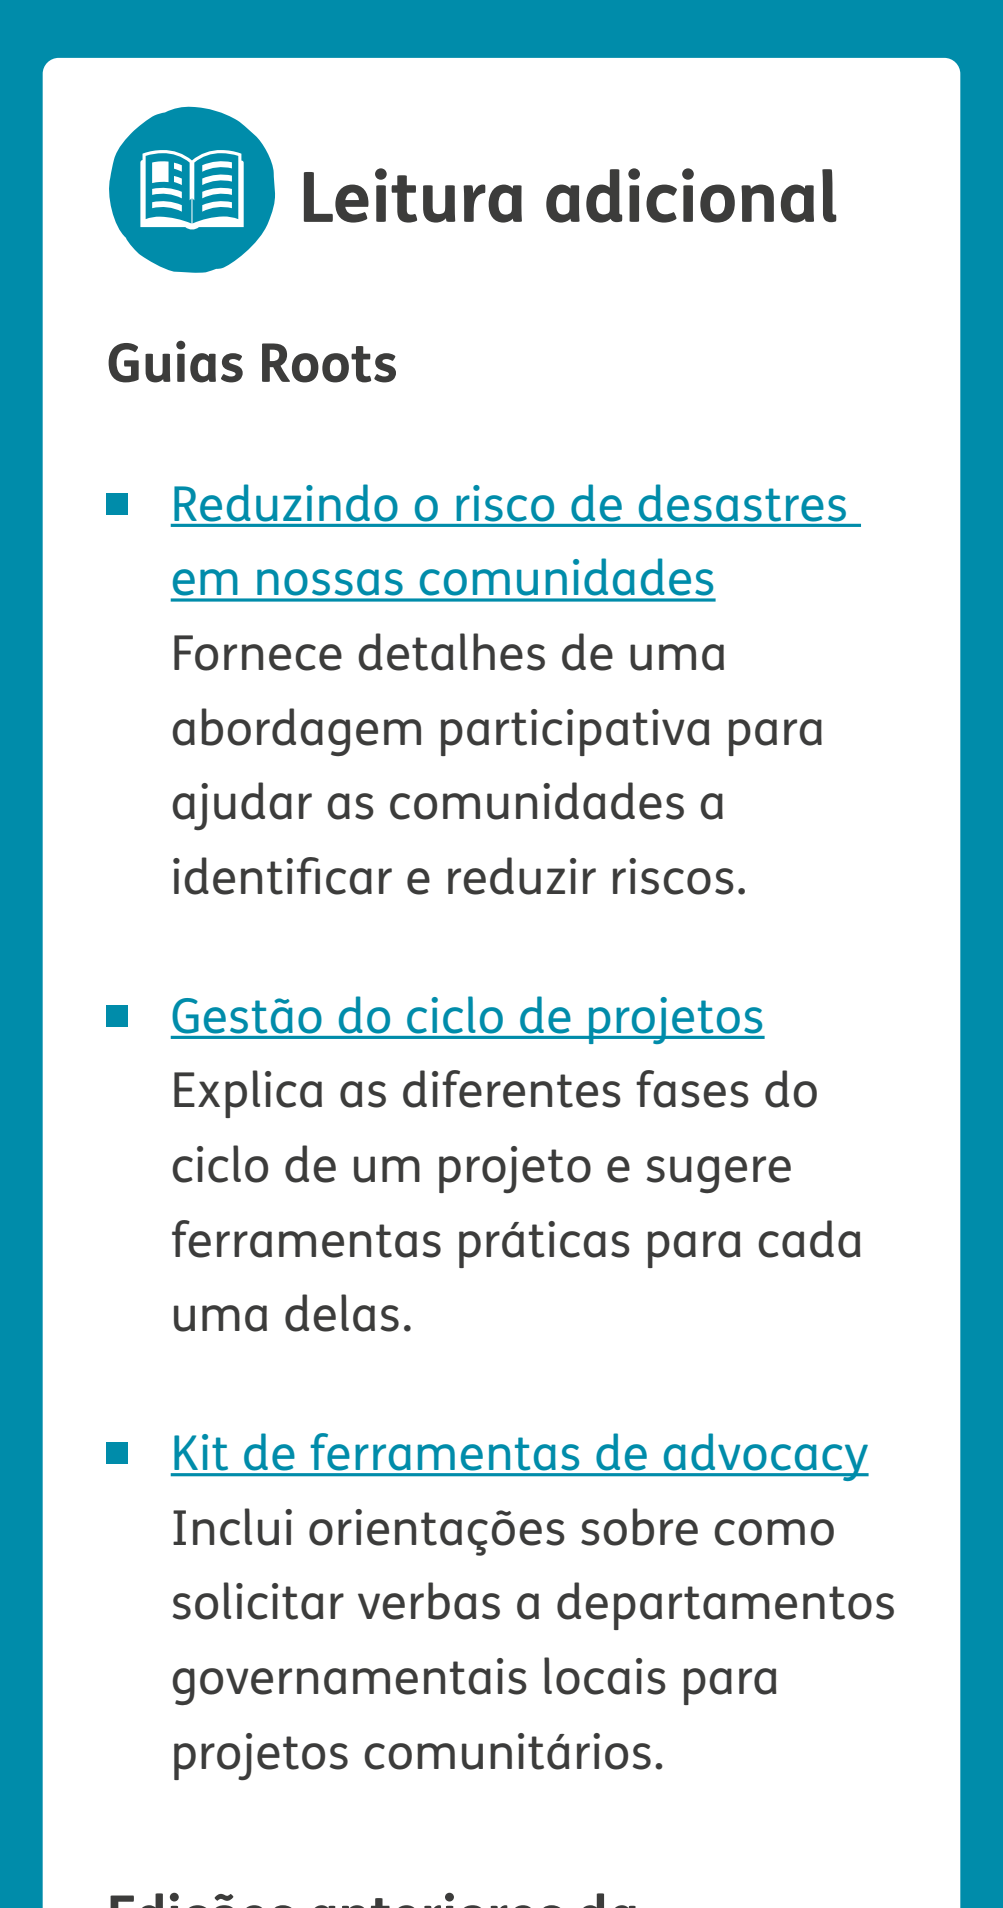 Leitura adicional
Guias Roots
Reduzindo o risco de desastres
em nossas comunidades
Fornece detalhes de uma
abordagem participativa para
ajudar as comunidades a
identificar e reduzir riscos.
Gestão do ciclo de projetos
Explica as diferentes fases do
ciclo de um projeto e sugere
ferramentas práticas para cada
uma delas.
Kit de ferramentas de advocacy
Inclui orientações sobre como
solicitar verbas a departamentos
governamentais locais para
projetos comunitários.
Edições anteriores da